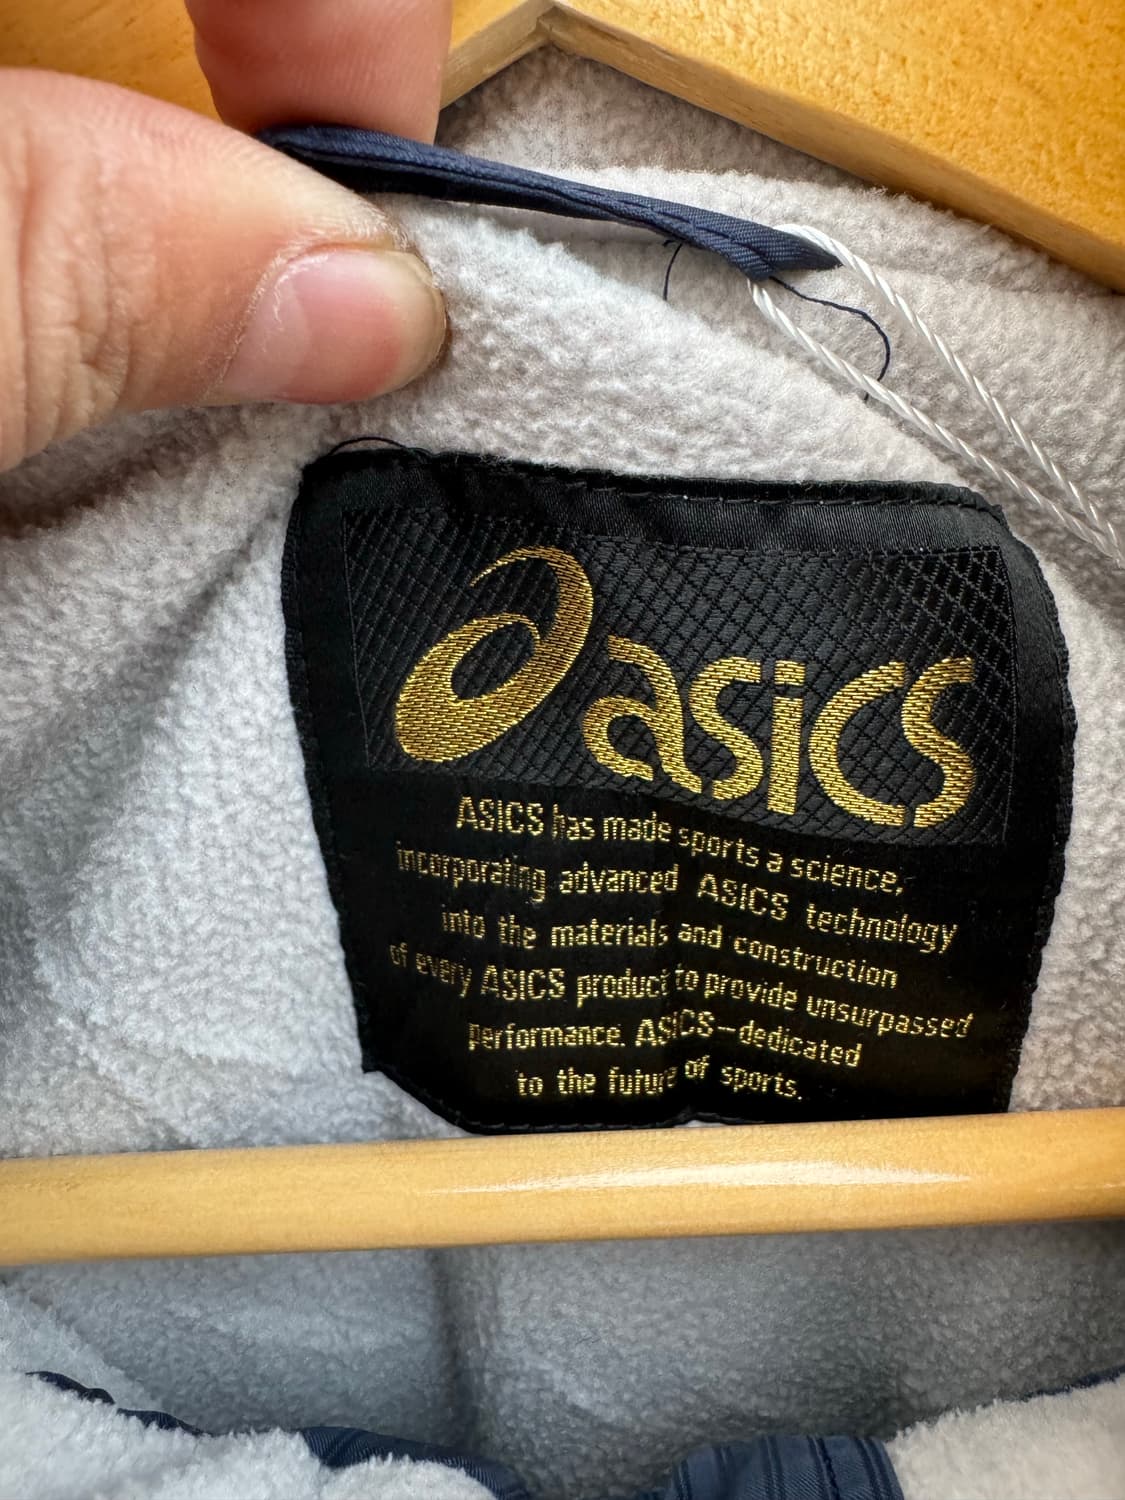 asics
ASICS has made sports a science,
incorporating advanced ASICS technology
into the materials and construction
of every ASICS product to provide unsurpassed
performance. ASICS–dedicated
to the future of sports.